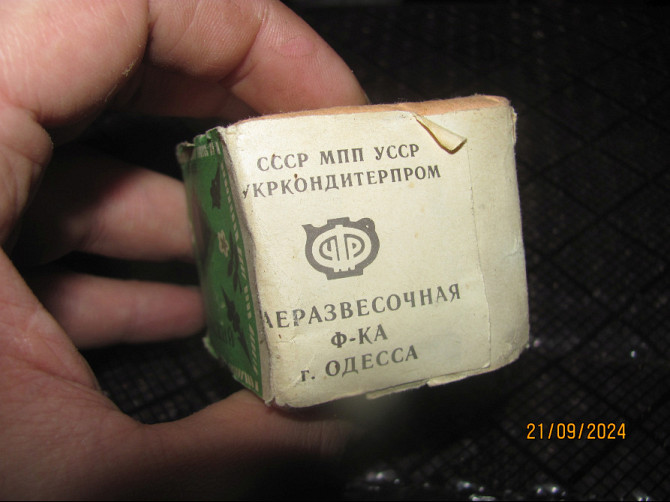 СССР МПП УССР
УКРКОНДИТЕРПРОМ
ЧАЕРАЗВЕСОЧНАЯ
Ф-КА
г. ОДЕССА
21/09/2024